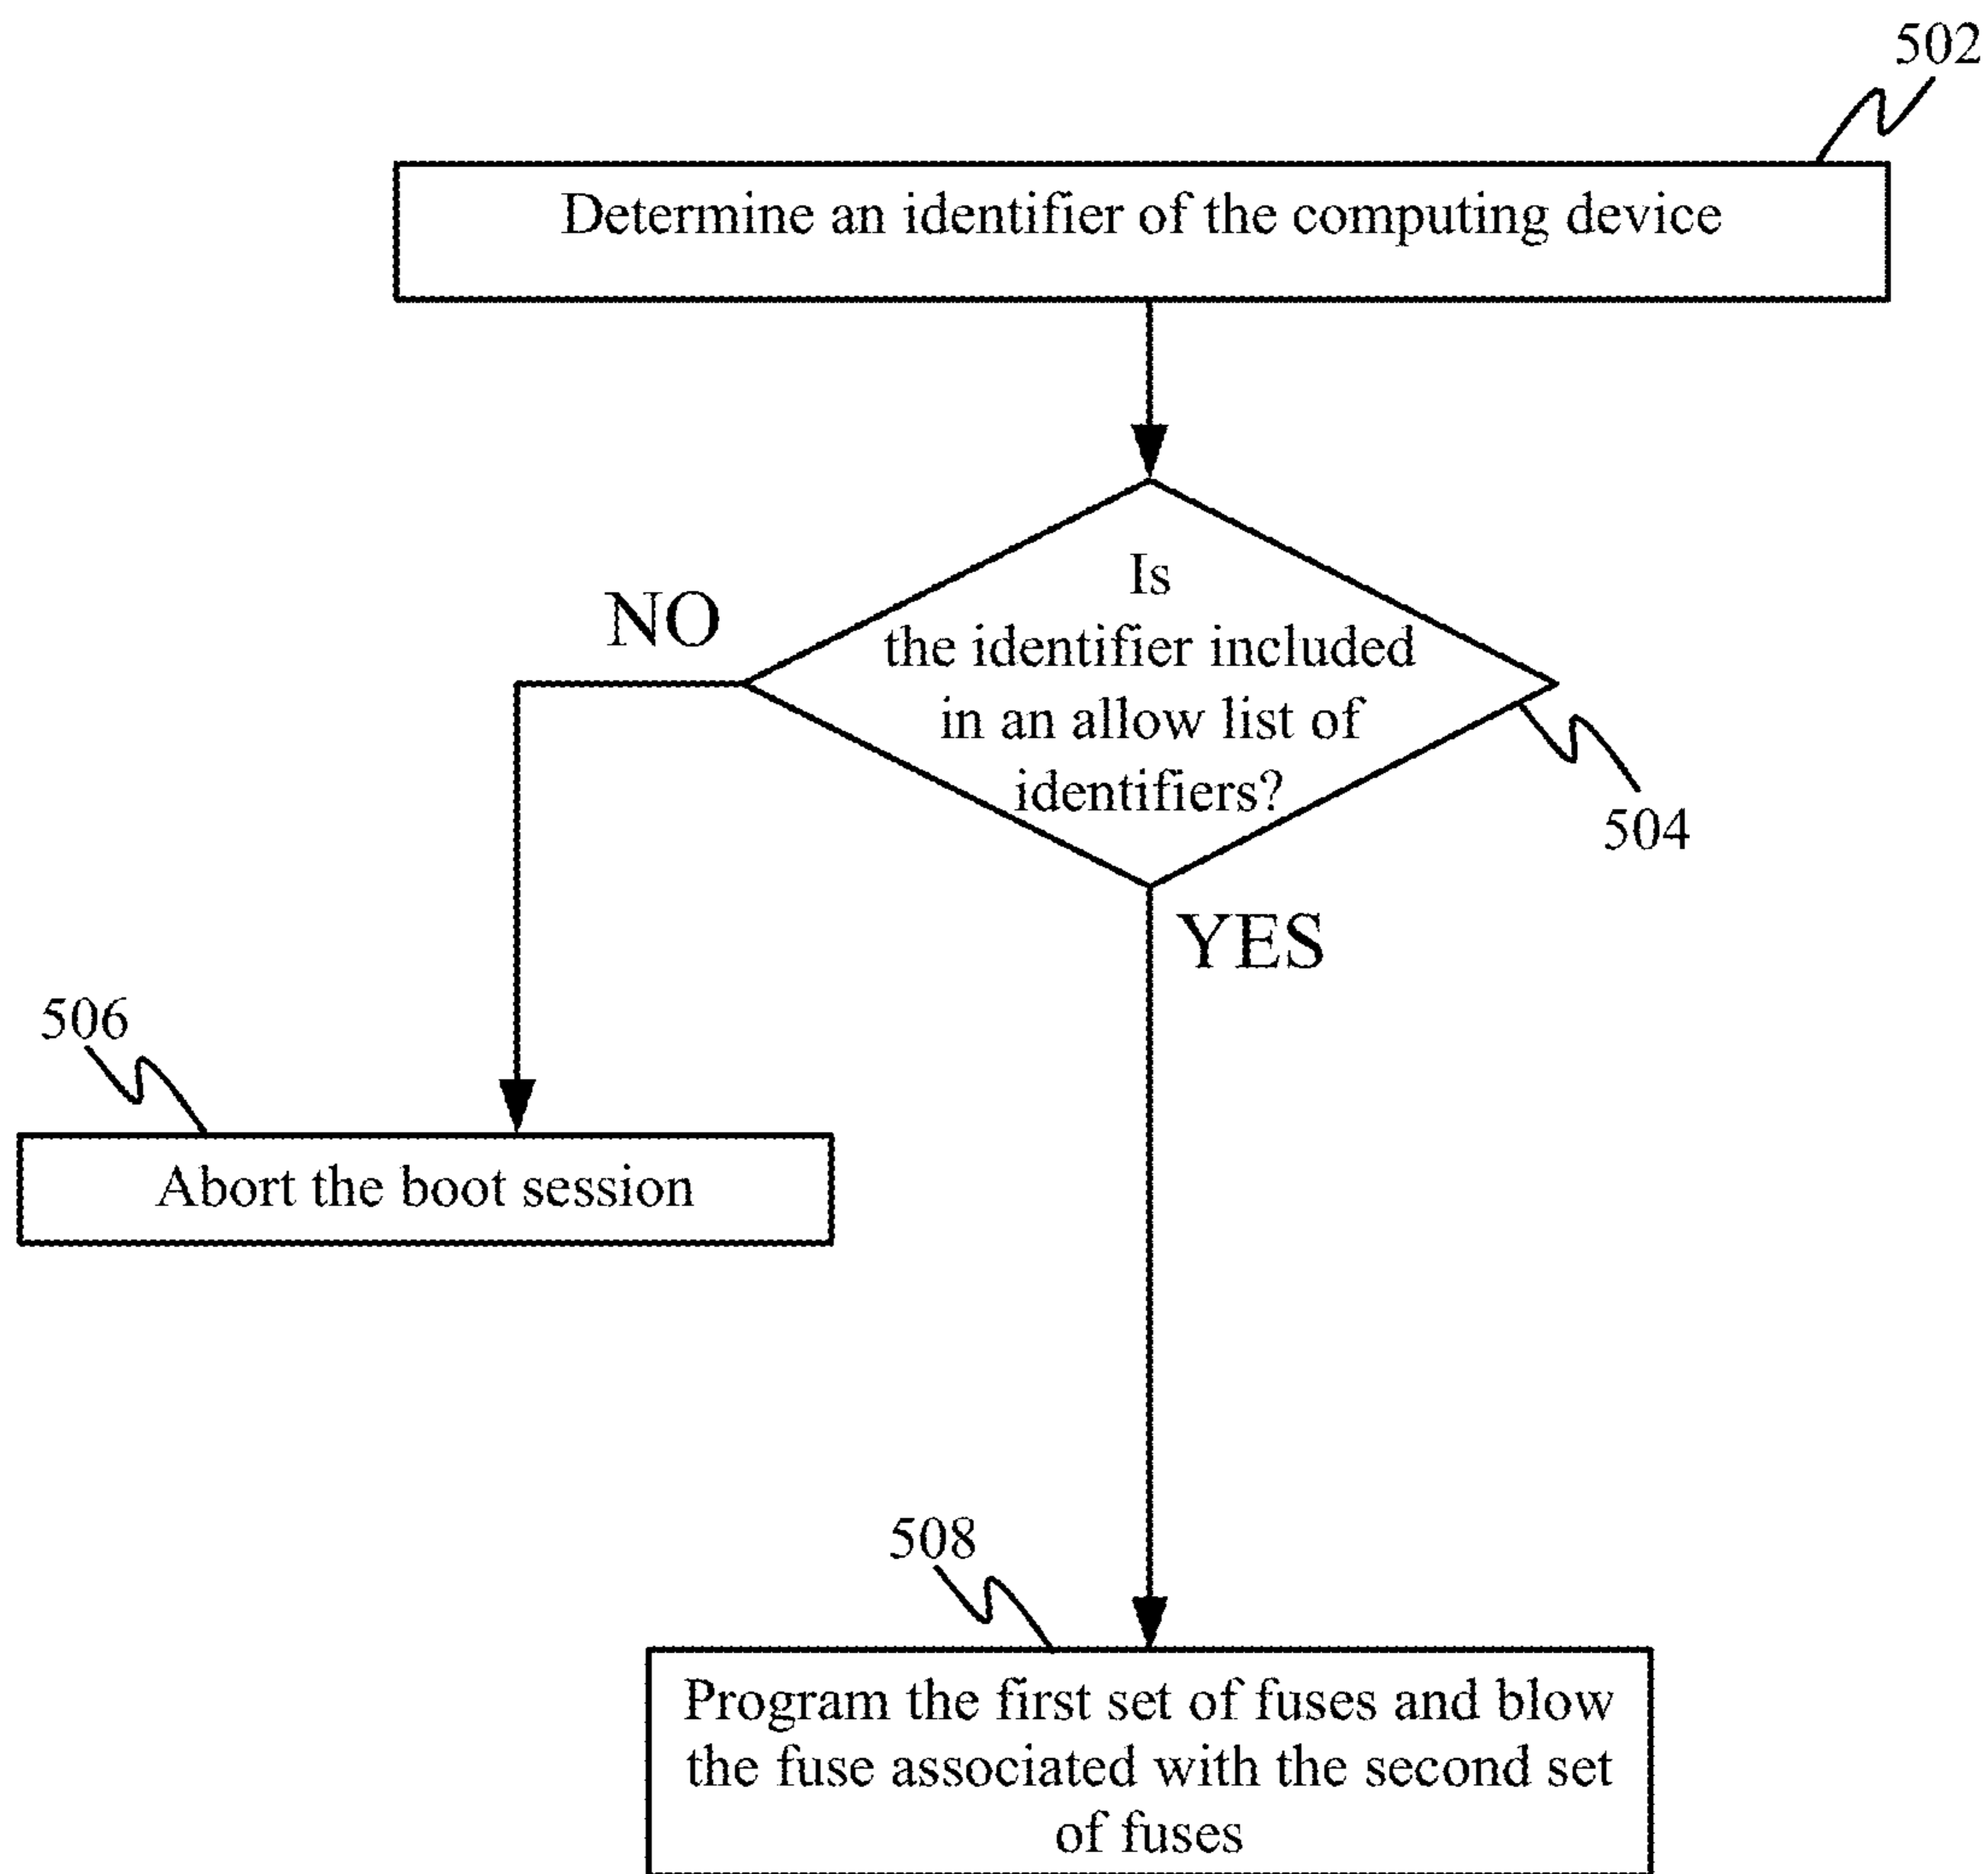 502
Determine an identifier of the computing device
Is
the identifier included
in an allow list of
identifiers?
NO
504
YES
506
Abort the boot session
508
Program the first set of fuses and blow
the fuse associated with the second set
of fuses